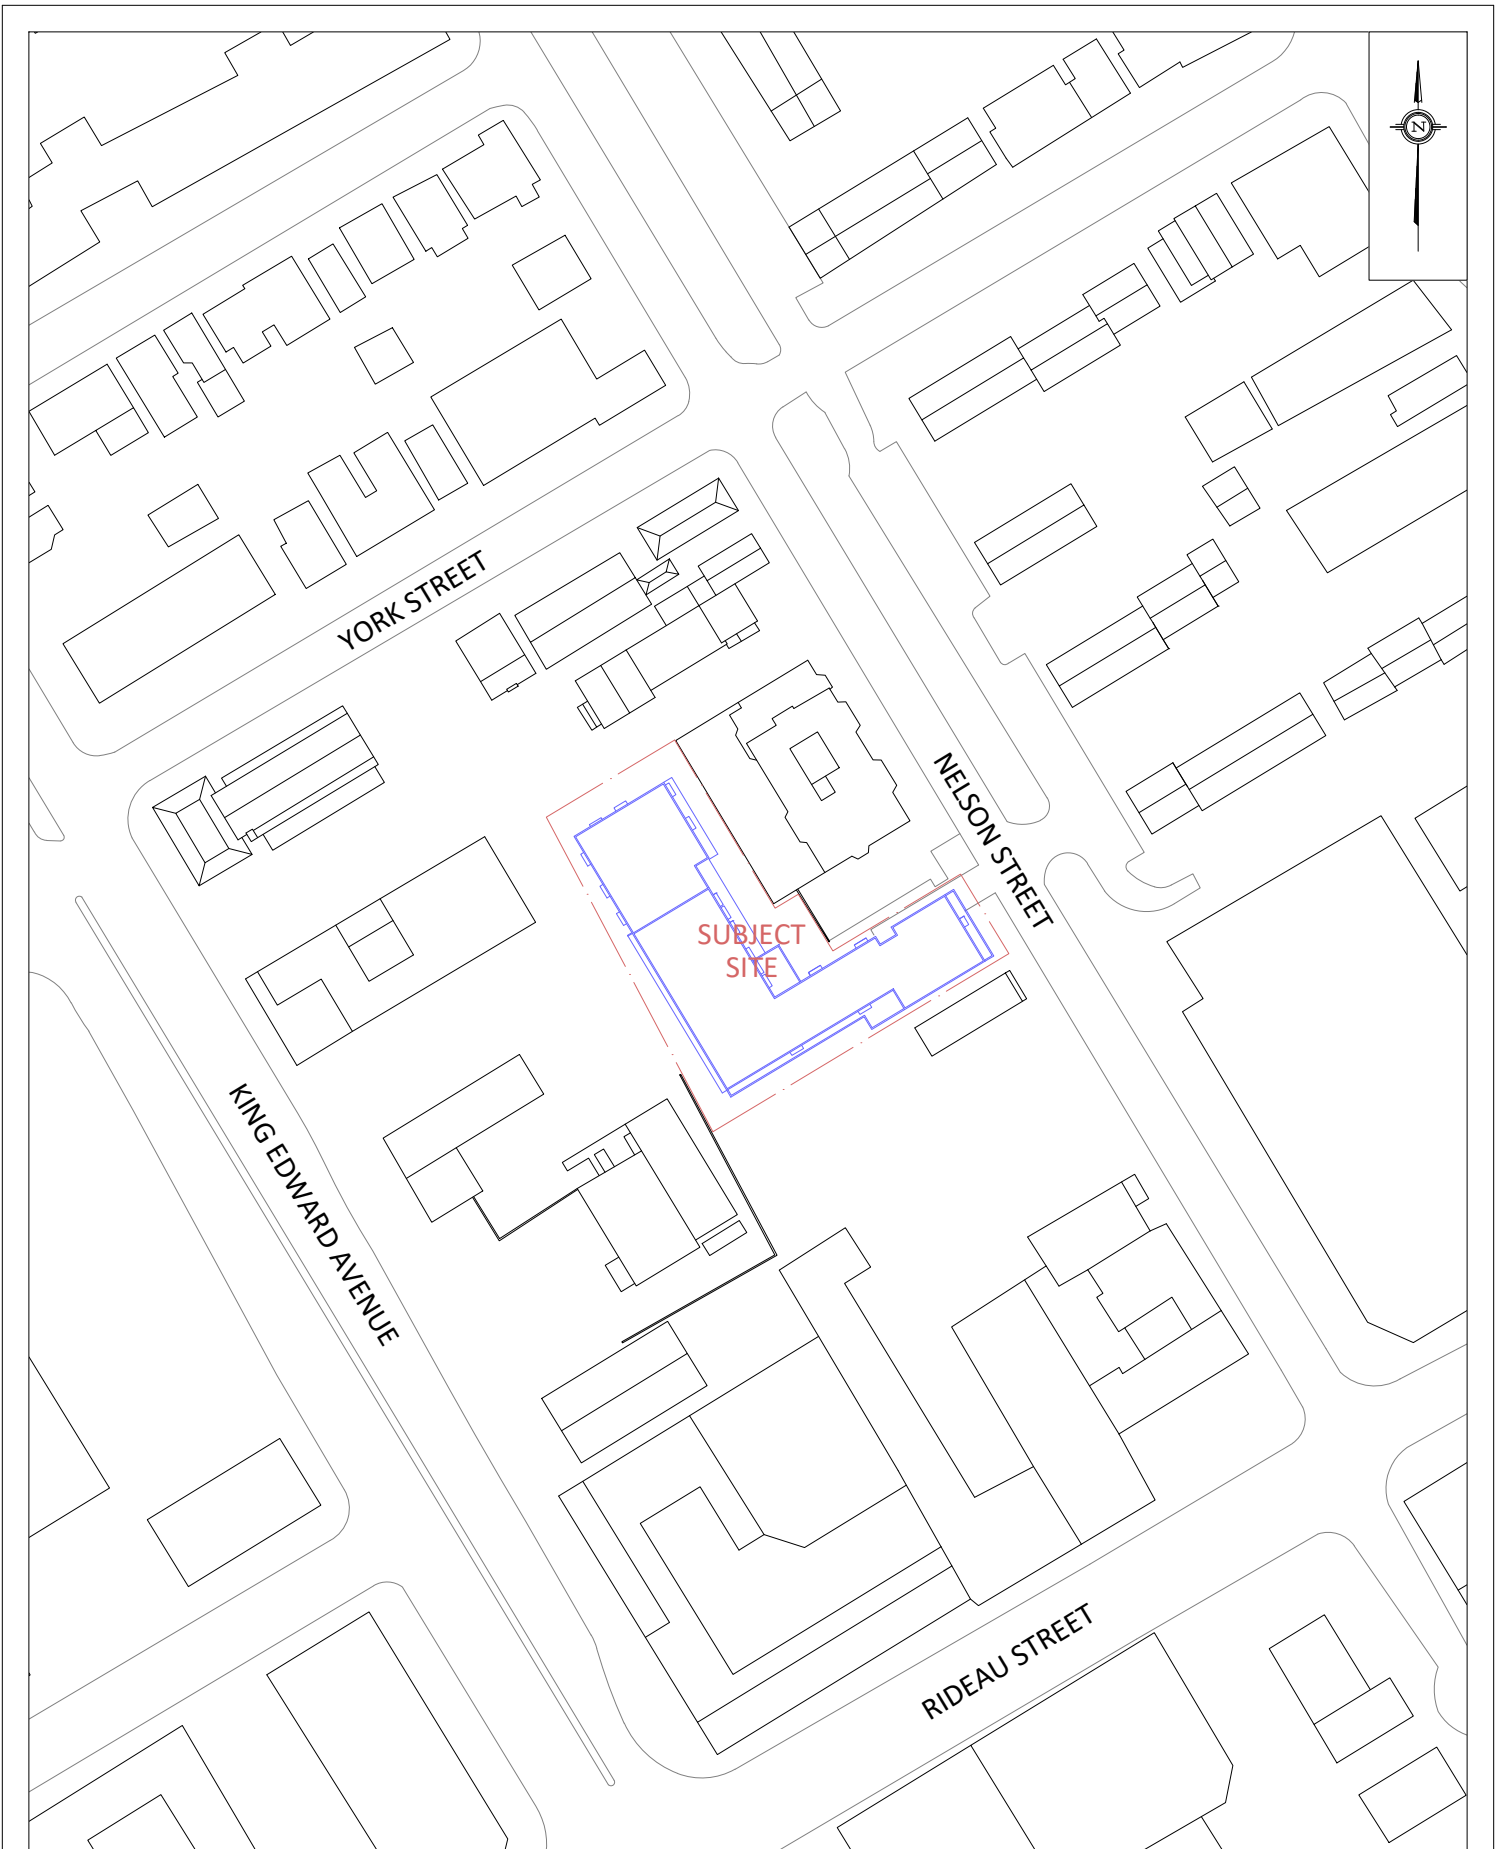 N
YORK STREET
NELSON STREET
SUBJECT
SITE
KING EDWARD AVENUE
RIDEAU STREET